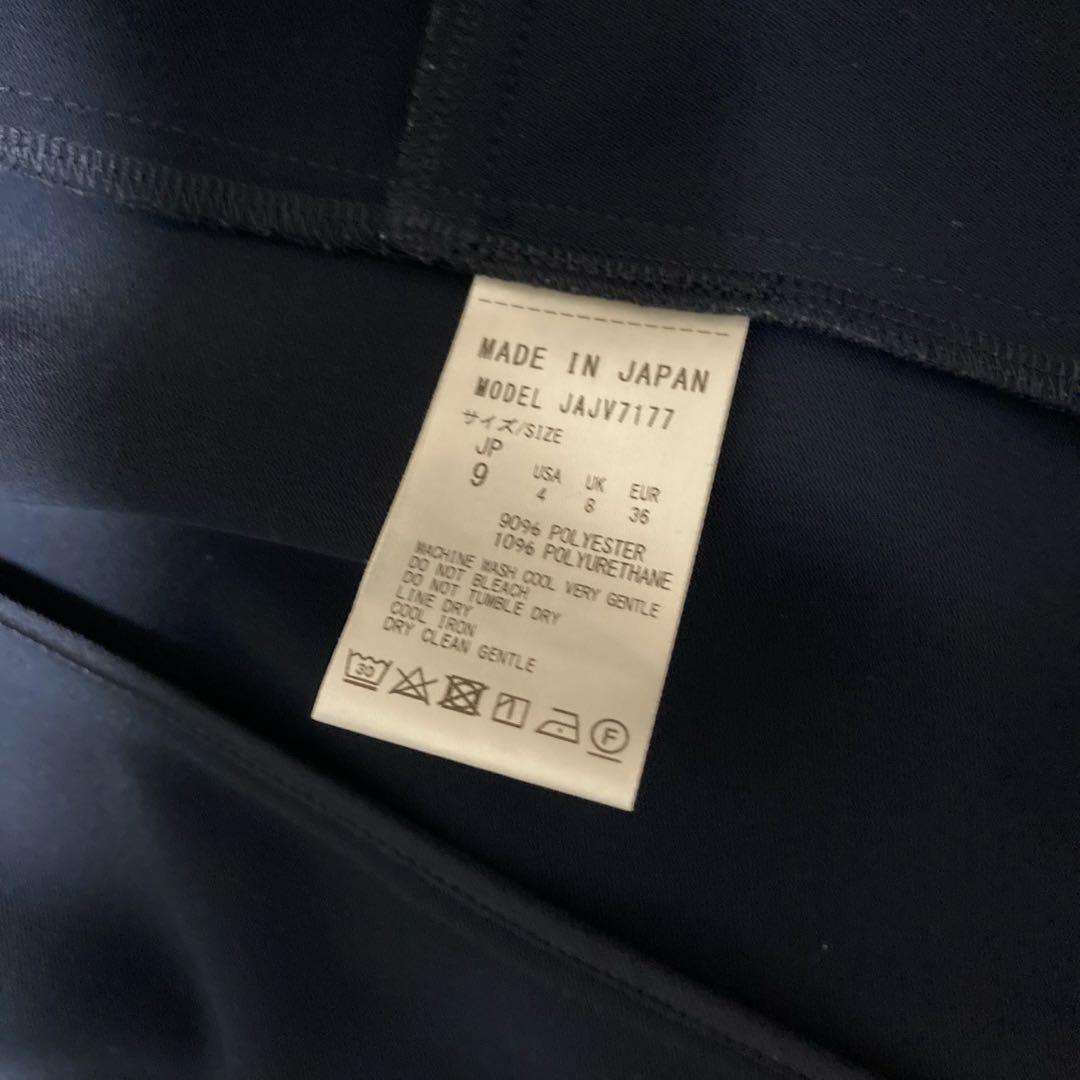 MADE IN JAPAN
MODEL JAJV7177
サイズ/SIZE
JP USA UK EUR
9 4 8 36
90% POLYESTER
10% POLYURETHANE
MACHINE WASH COOL VERY GENTLE
DO NOT BLEACH
DO NOT TUMBLE DRY
LINE DRY
COOL IRON
DRY CLEAN GENTLE
30 F